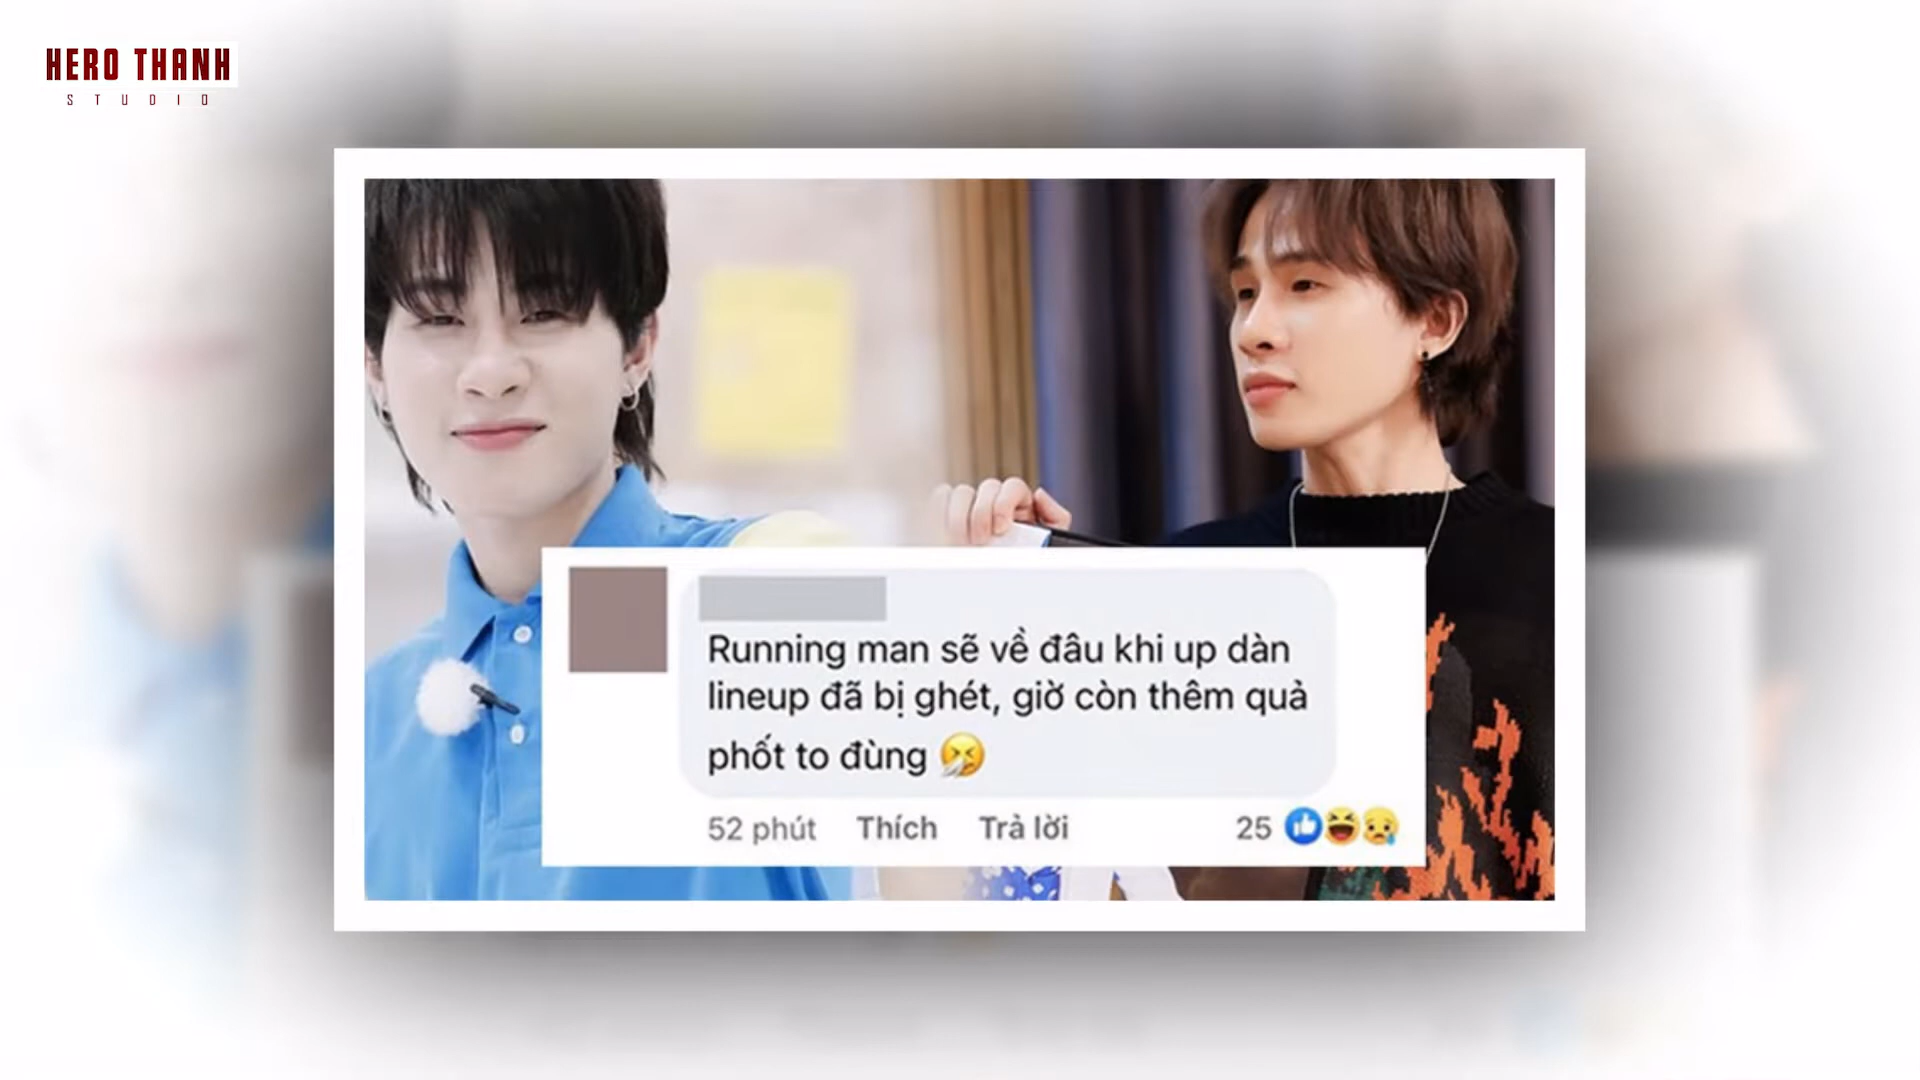 HERO THANH
STUDIO
Running man sẽ về đâu khi up dàn
lineup đã bị ghét, giờ còn thêm quả
phốt to đùng 🤧
52 phút Thích Trả lời 25